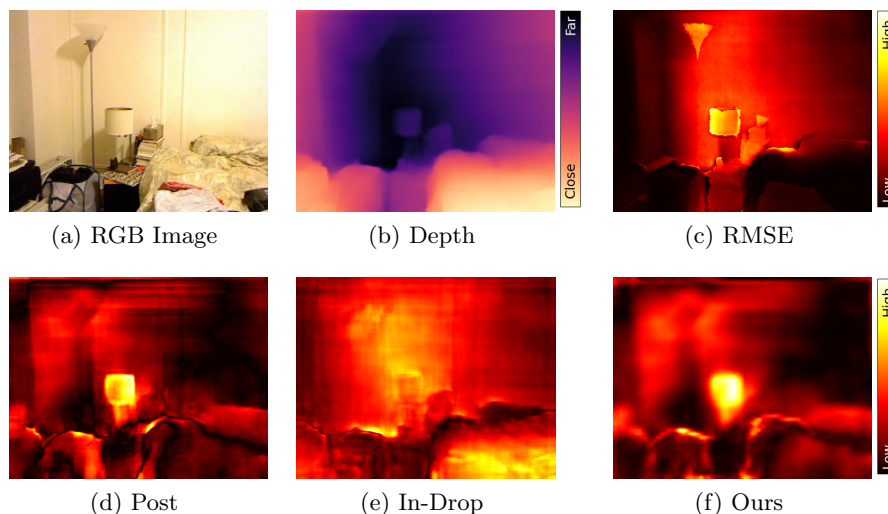 Far
Close
High
Low
(a) RGB Image
(b) Depth
(c) RMSE
High
Low
(d) Post
(e) In-Drop
(f) Ours